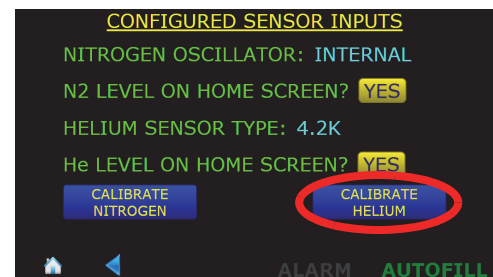 CONFIGURED SENSOR INPUTS
NITROGEN OSCILLATOR: INTERNAL
N2 LEVEL ON HOME SCREEN? YES
HELIUM SENSOR TYPE: 4.2K
He LEVEL ON HOME SCREEN? YES
CALIBRATE
NITROGEN
CALIBRATE
HELIUM
ALARM AUTOFILL